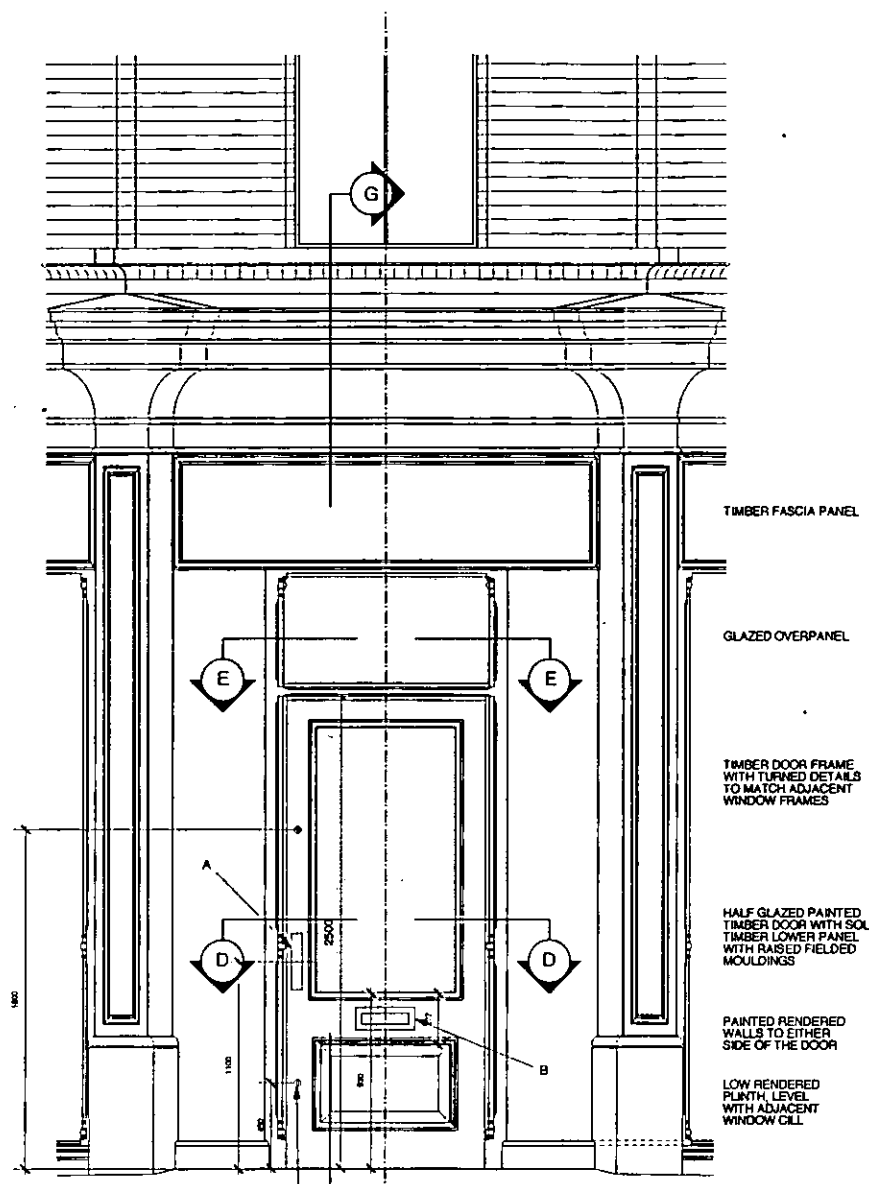 G
TIMBER FASCIA PANEL
GLAZED OVERPANEL
E
E
TIMBER DOOR FRAME
WITH TURNED DETAILS
TO MATCH ADJACENT
WINDOW FRAMES
A
2500
HALF GLAZED PAINTED
TIMBER DOOR WITH SOL
TIMBER LOWER PANEL
WITH RAISED FIELDED
MOULDINGS
D
D
PAINTED RENDERED
WALLS TO EITHER
SIDE OF THE DOOR
1100
B
LOW RENDERED
PLINTH, LEVEL
WITH ADJACENT
WINDOW CILL